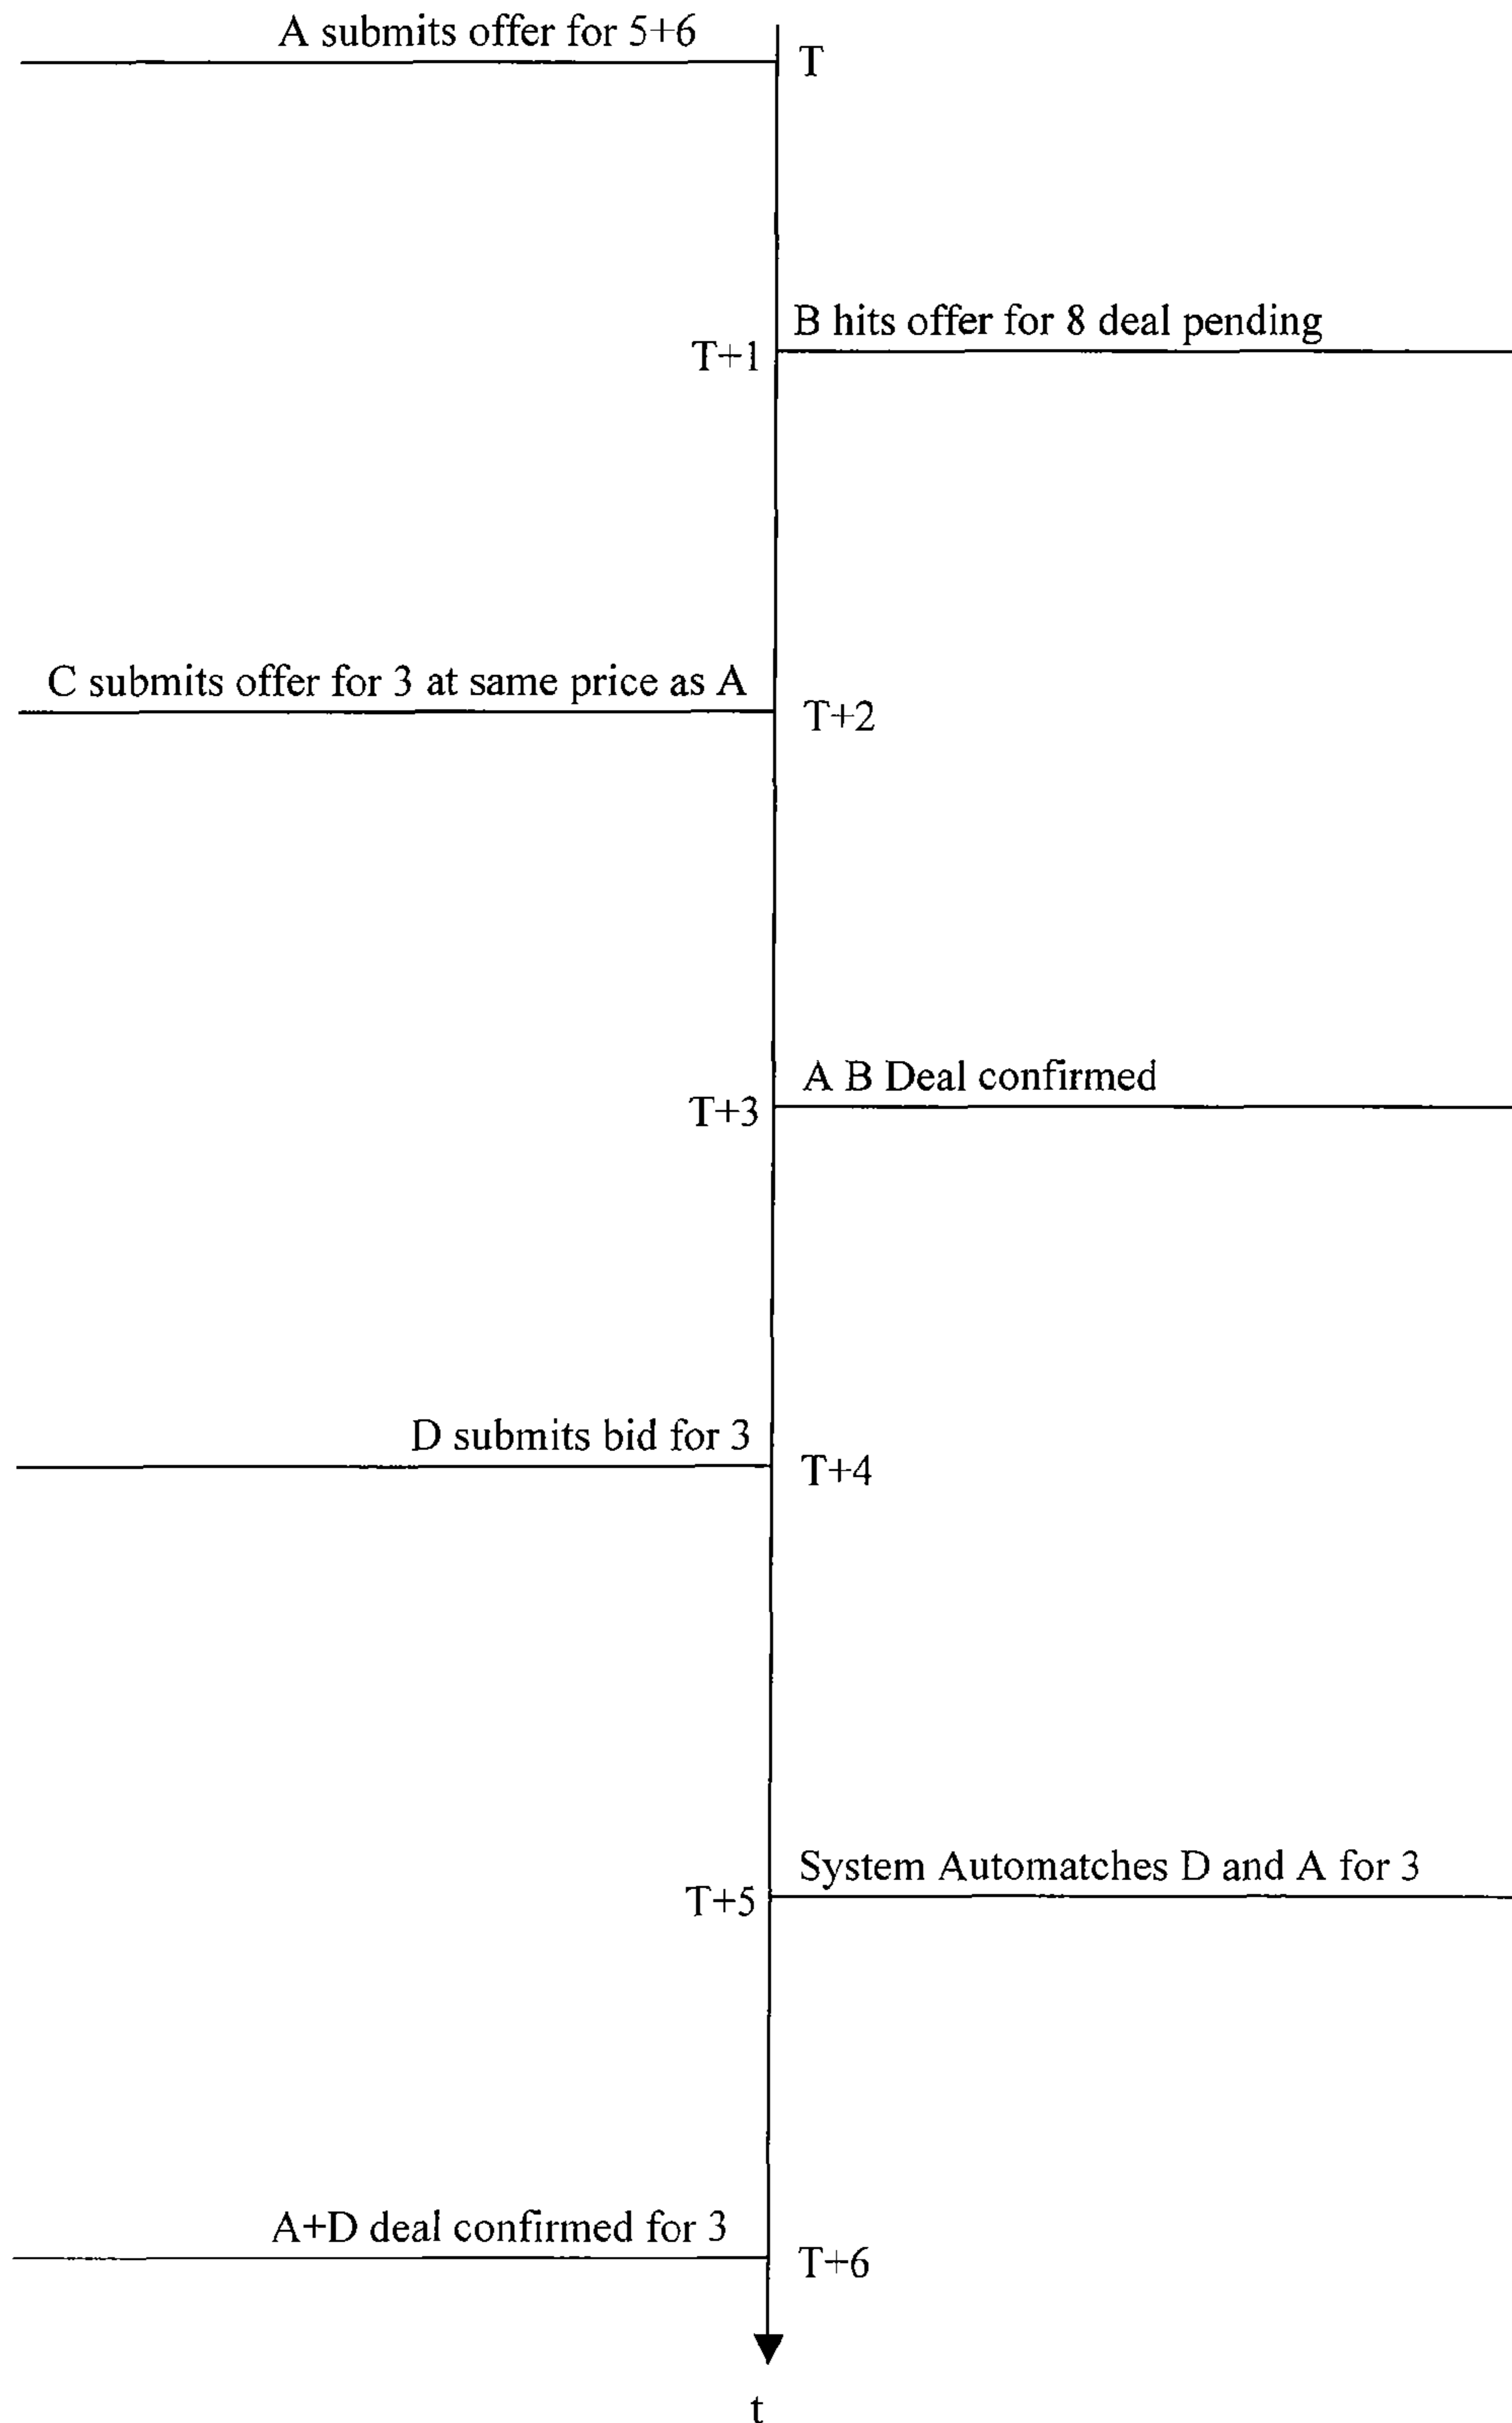 A submits offer for 5+6
T
B hits offer for 8 deal pending
T+1
C submits offer for 3 at same price as A
T+2
A B Deal confirmed
T+3
D submits bid for 3
T+4
System Automatches D and A for 3
T+5
A+D deal confirmed for 3
T+6
t